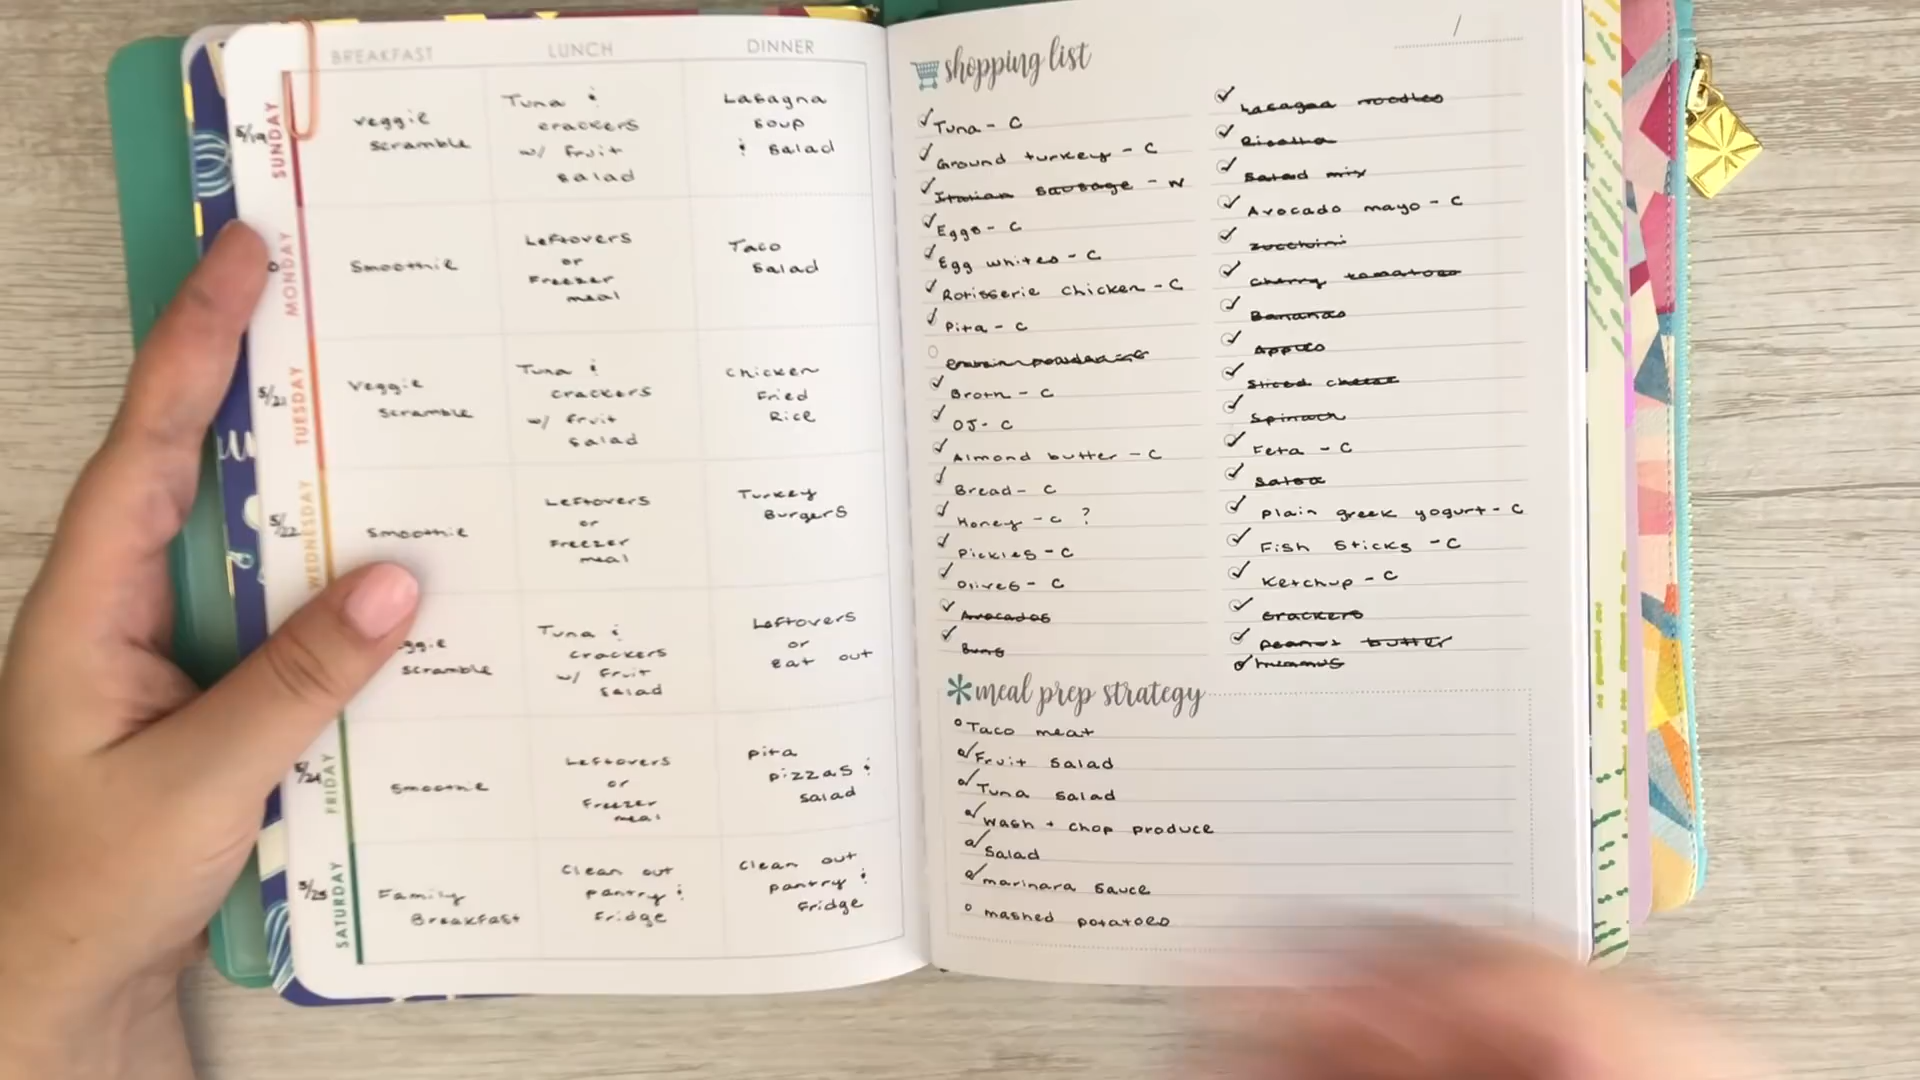 BREAKFAST LUNCH DINNER
5/19
SUNDAY
veggie
scramble
Tuna &
crackers
w/ fruit
salad
Lasagna
soup
& salad
MONDAY
Smoothie
Leftovers
or
Freezer
meal
Taco
Salad
5/21
TUESDAY
Veggie
scramble
Tuna &
crackers
w/ fruit
salad
Chicken
Fried
Rice
5/22
WEDNESDAY
Smoothie
Leftovers
or
Freezer
meal
Turkey
Burgers
scramble
Tuna &
crackers
w/ fruit
salad
Leftovers
or
eat out
5/24
FRIDAY
Smoothie
Leftovers
or
Freezer
meal
pita
pizzas &
salad
5/25
SATURDAY
Family
Breakfast
Clean out
pantry &
fridge
Clean out
pantry &
fridge
shopping list
/
Tuna - C
Ground turkey - C
Italian sausage - W
Eggs - C
Egg whites - C
Rotisserie Chicken - C
Pita - C
Broth - C
OJ - C
Almond butter - C
Bread - C
Honey - C ?
Pickles - C
Olives - C
Avocados
Buns
Lasagna noodles
Ricotta
Salad mix
Avocado mayo - C
zucchini
cherry tomatoes
Bananas
Apples
Sliced cheese
Spinach
Feta - C
Salsa
Plain greek yogurt - C
Fish Sticks - C
Ketchup - C
crackers
peanut butter
hummus
meal prep strategy
Taco meat
Fruit Salad
Tuna salad
wash + chop produce
Salad
marinara sauce
mashed potatoes